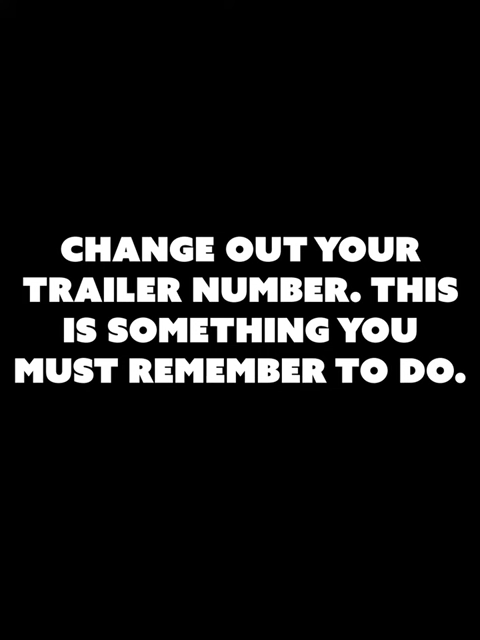 CHANGE OUT YOUR
TRAILER NUMBER. THIS
IS SOMETHING YOU
MUST REMEMBER TO DO.